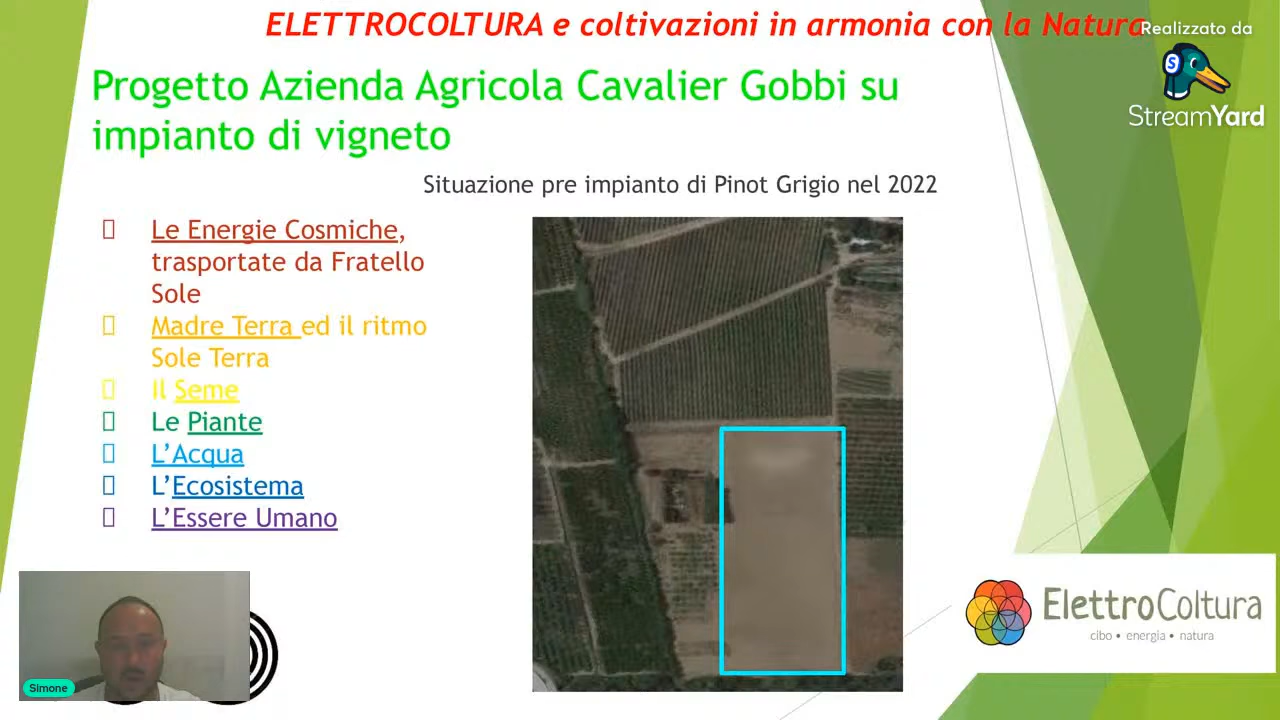 ELETTROCOLTURA e coltivazioni in armonia con la Natura
Realizzato da
StreamYard
Progetto Azienda Agricola Cavalier Gobbi su
impianto di vigneto
Situazione pre impianto di Pinot Grigio nel 2022
Le Energie Cosmiche,
trasportate da Fratello
Sole
Madre Terra ed il ritmo
Sole Terra
Il Seme
Le Piante
L'Acqua
L'Ecosistema
L'Essere Umano
ElettroColtura
cibo • energia • natura
Simone